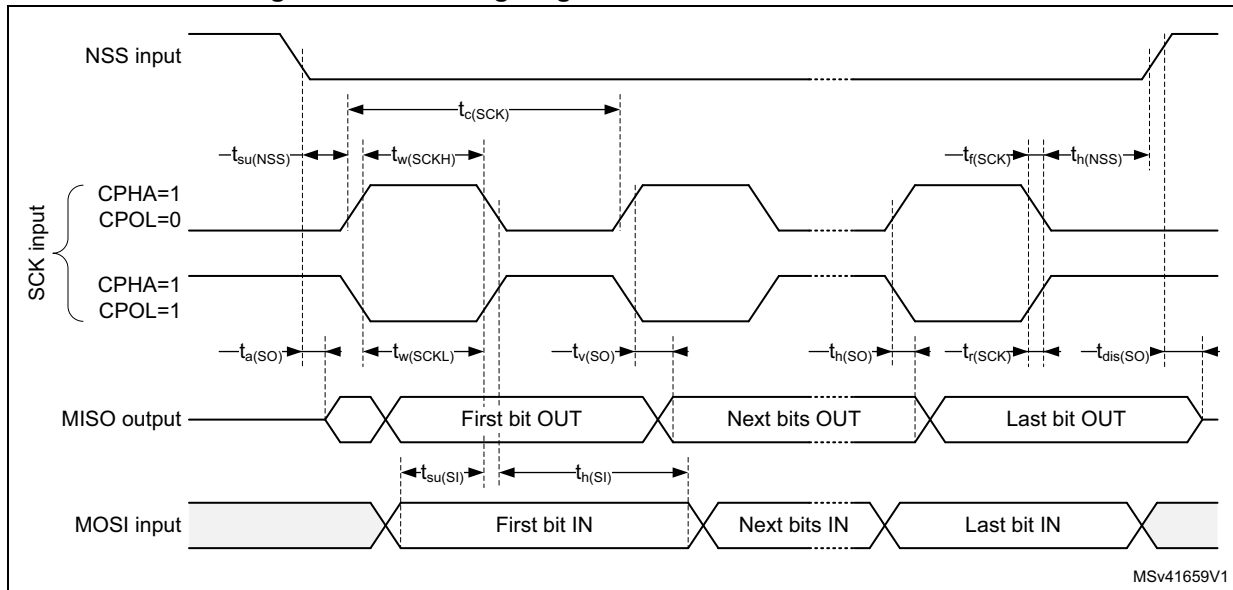 NSS input
tc(SCK)
tsu(NSS) tw(SCKH) tf(SCK) th(NSS)
SCK input
CPHA=1
CPOL=0
CPHA=1
CPOL=1
ta(SO) tw(SCKL) tv(SO) th(SO) tr(SCK) tdis(SO)
MISO output First bit OUT Next bits OUT Last bit OUT
tsu(SI) th(SI)
MOSI input First bit IN Next bits IN Last bit IN
MSv41659V1